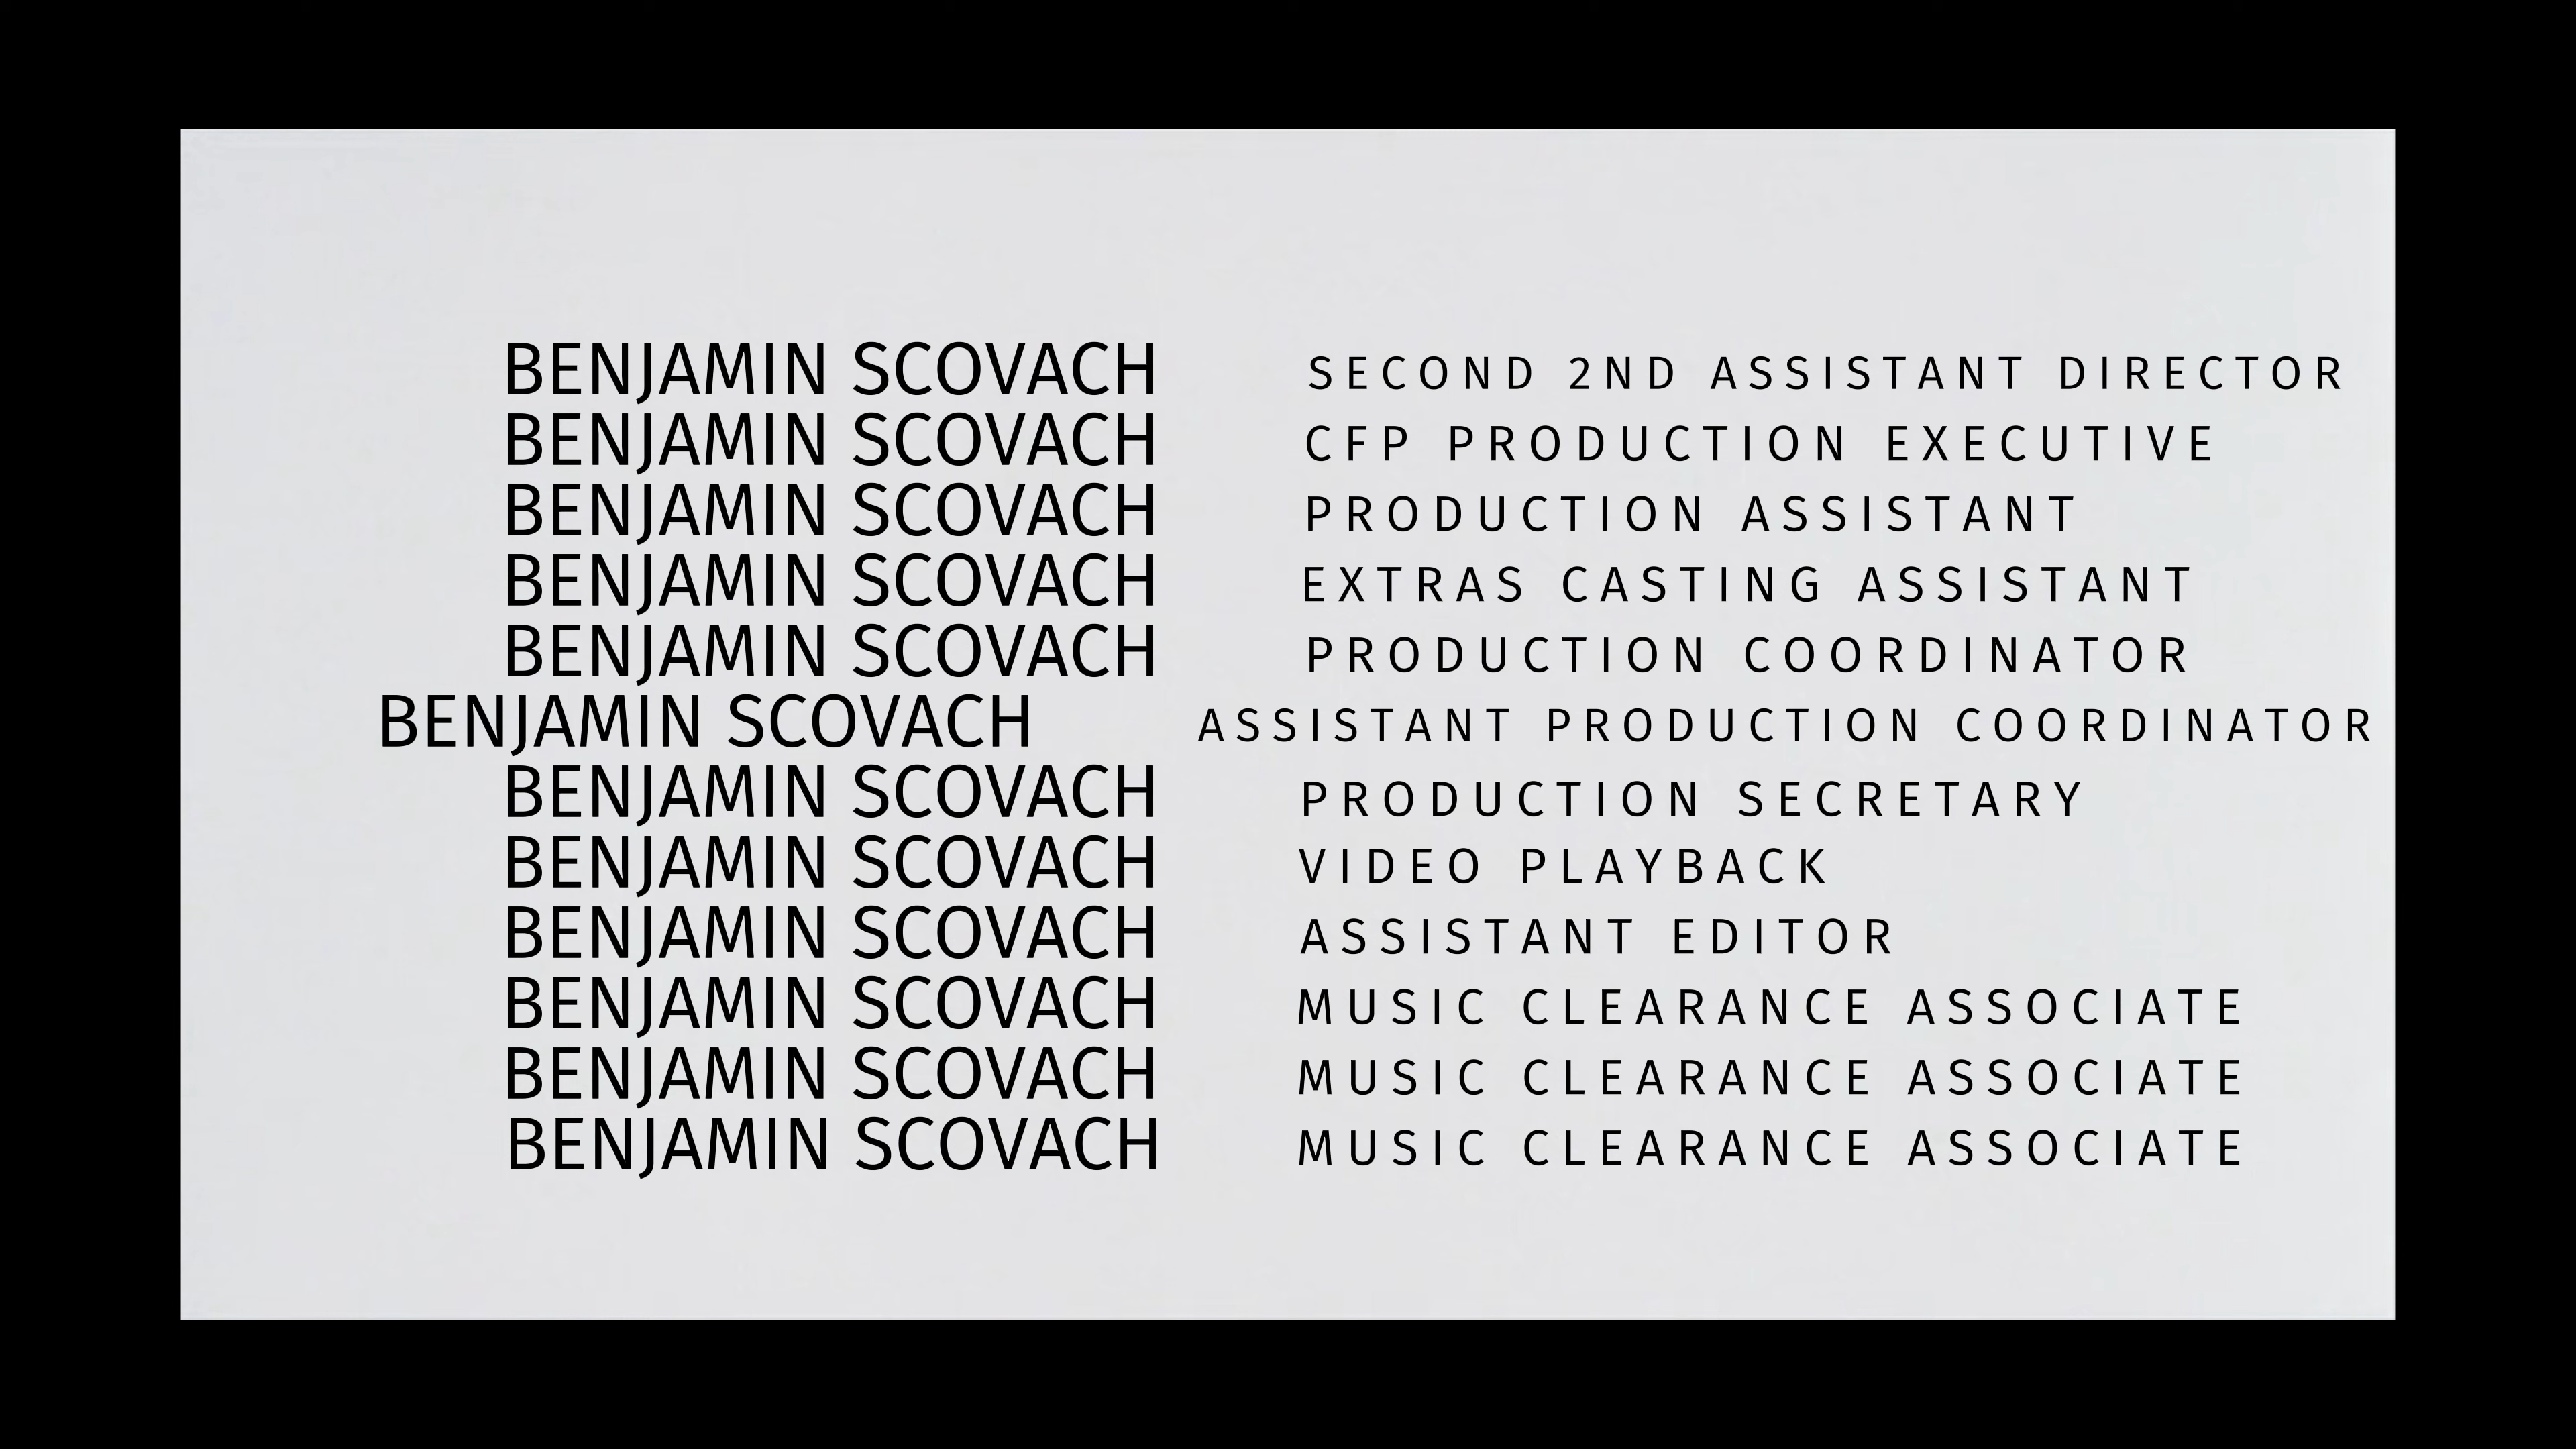 BENJAMIN SCOVACH SECOND 2ND ASSISTANT DIRECTOR
BENJAMIN SCOVACH CFP PRODUCTION EXECUTIVE
BENJAMIN SCOVACH PRODUCTION ASSISTANT
BENJAMIN SCOVACH EXTRAS CASTING ASSISTANT
BENJAMIN SCOVACH PRODUCTION COORDINATOR
BENJAMIN SCOVACH ASSISTANT PRODUCTION COORDINATOR
BENJAMIN SCOVACH PRODUCTION SECRETARY
BENJAMIN SCOVACH VIDEO PLAYBACK
BENJAMIN SCOVACH ASSISTANT EDITOR
BENJAMIN SCOVACH MUSIC CLEARANCE ASSOCIATE
BENJAMIN SCOVACH MUSIC CLEARANCE ASSOCIATE
BENJAMIN SCOVACH MUSIC CLEARANCE ASSOCIATE